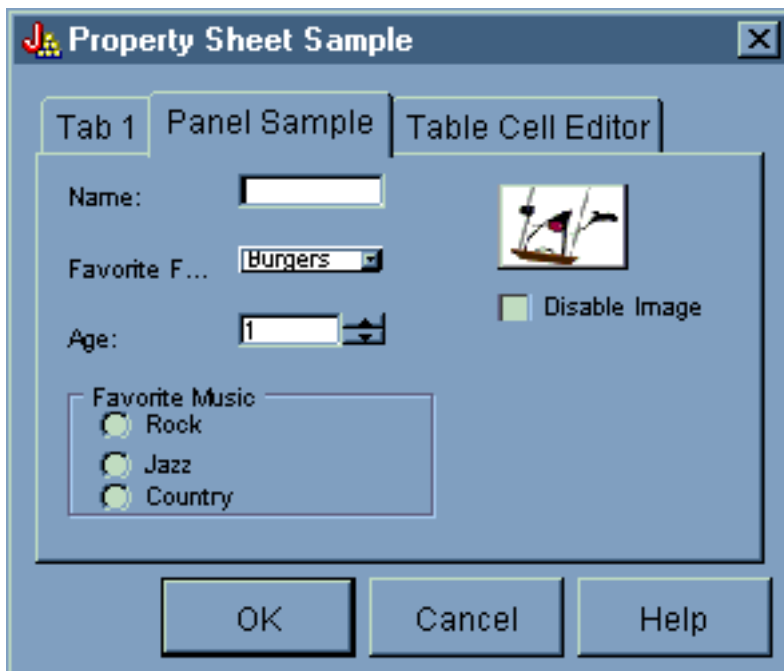 Property Sheet Sample
Tab 1 Panel Sample Table Cell Editor
Name:
Favorite F... Burgers
Disable Image
Age: 1
Favorite Music
Rock
Jazz
Country
OK Cancel Help